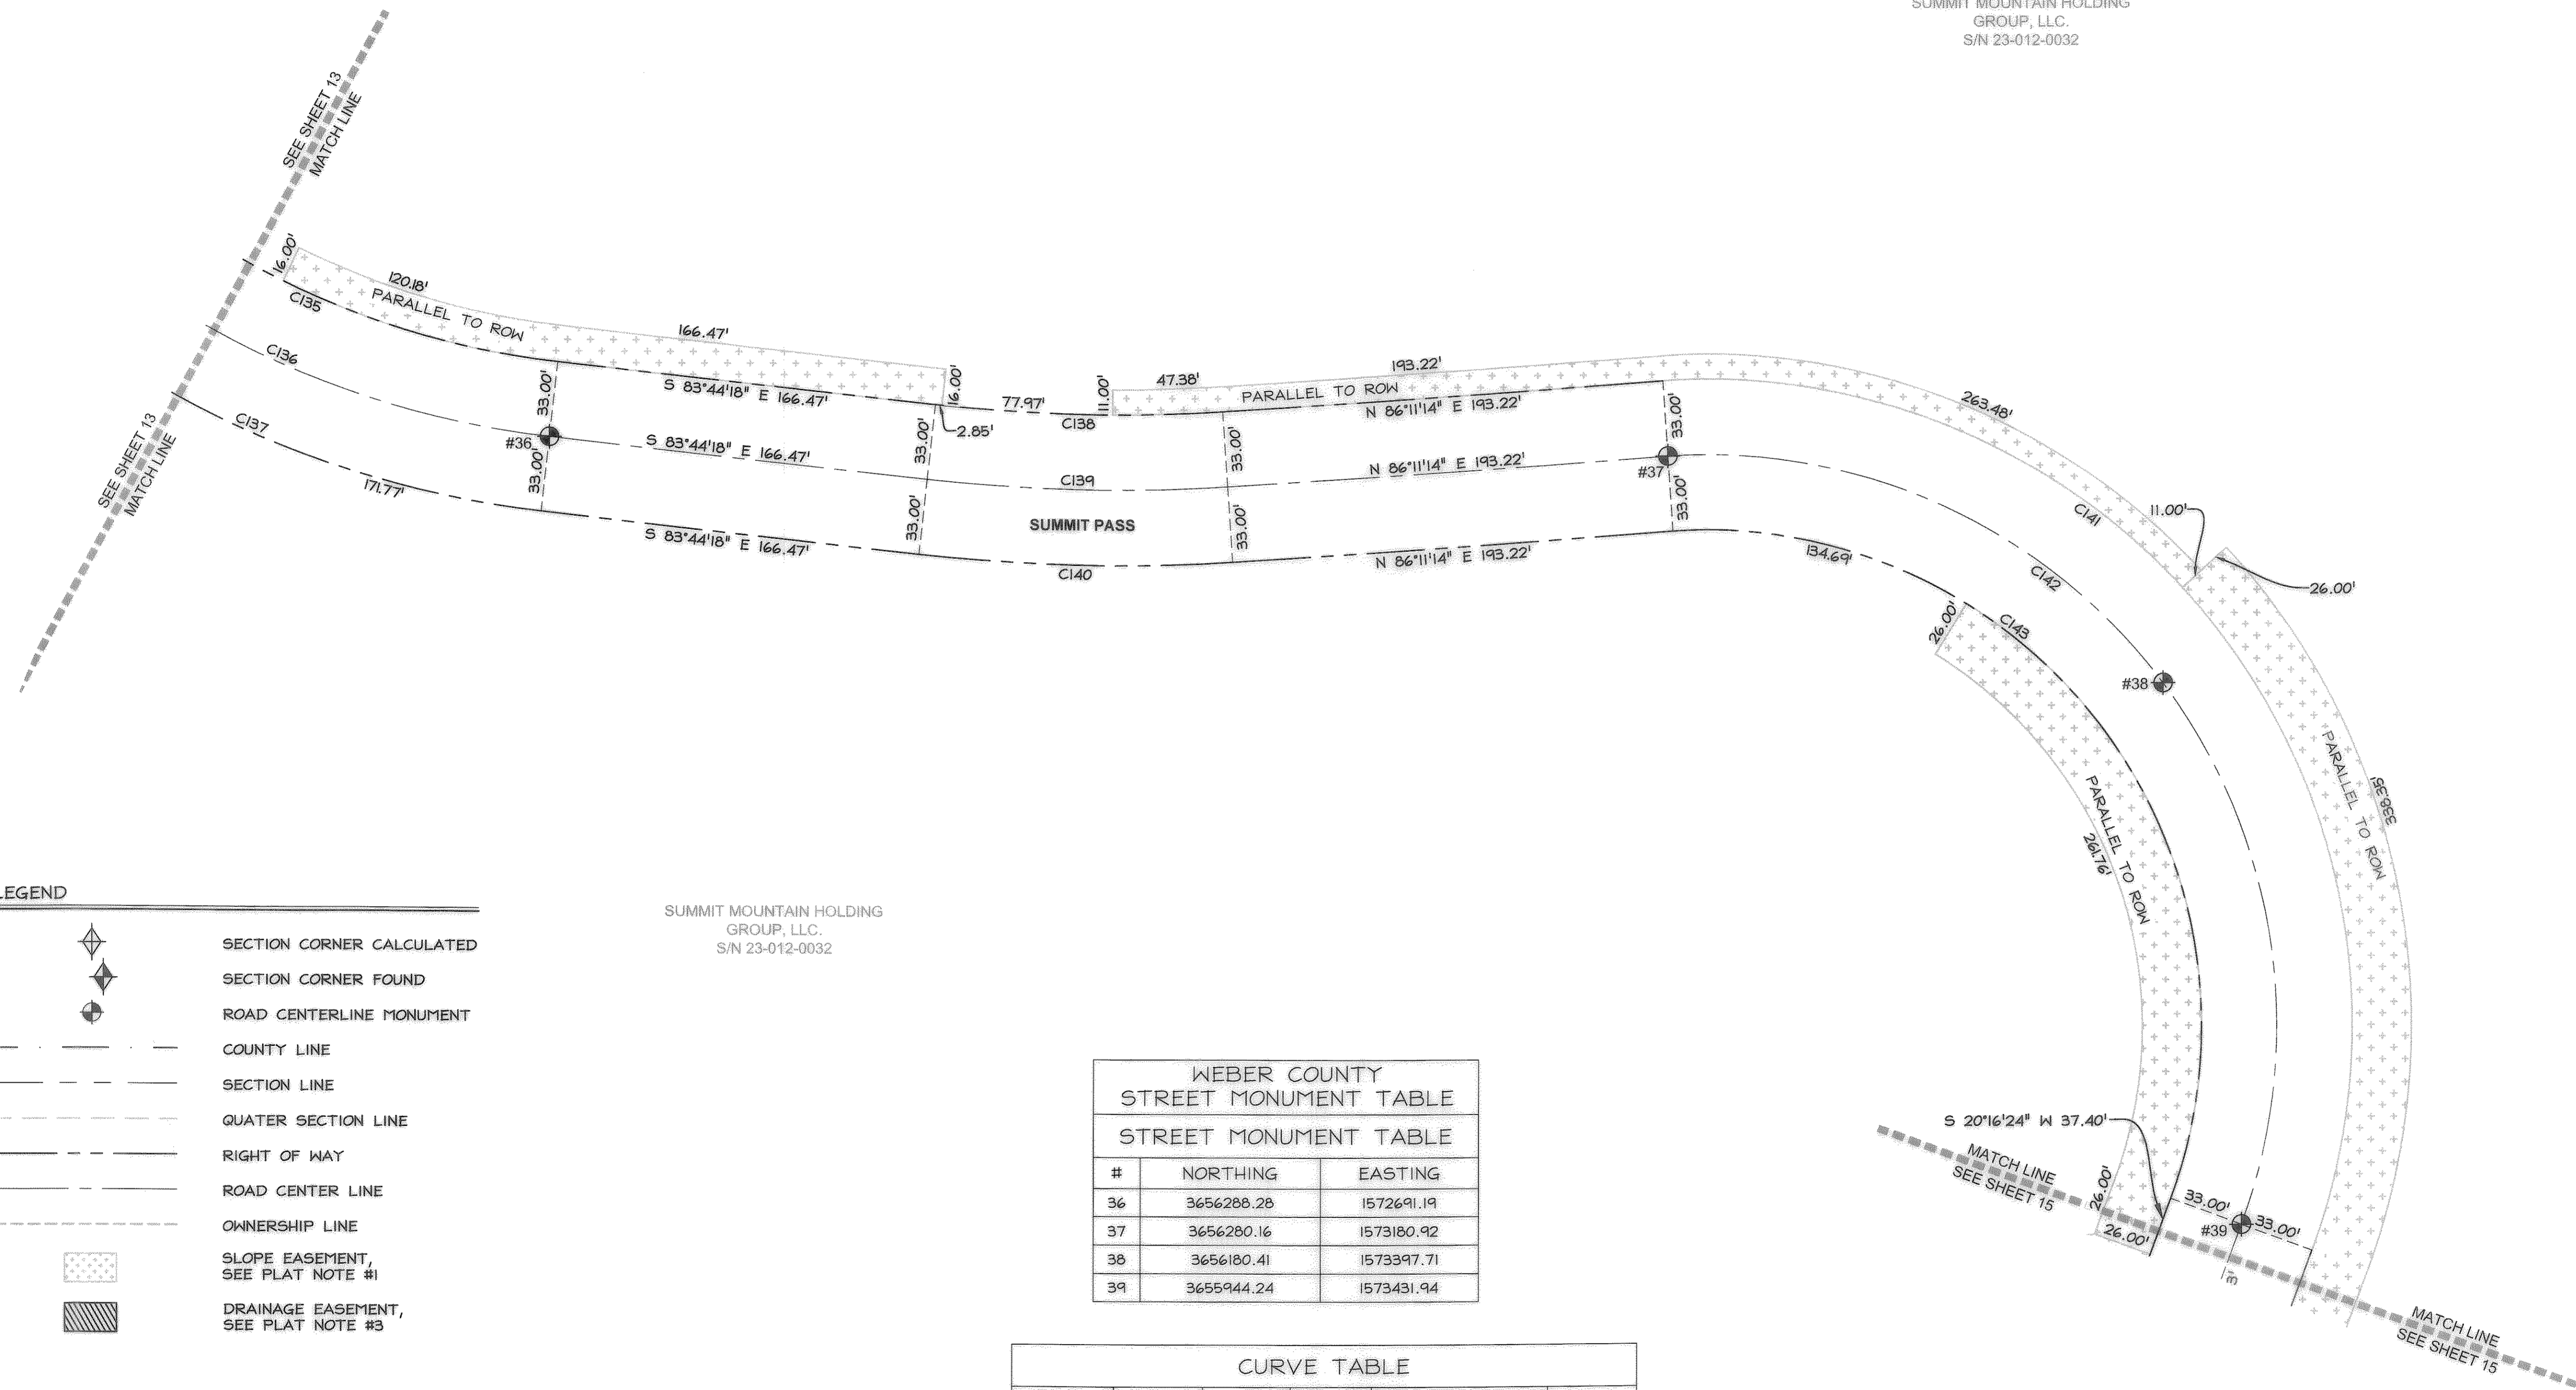 SUMMIT MOUNTAIN HOLDING
GROUP, LLC.
S/N 23-012-0032
SEE SHEET 13
MATCH LINE
16.00'
120.18'
C135
PARALLEL TO ROW
166.47'
C136
S 83°44'18" E 166.47'
33.00'
16.00'
77.97'
11.00'
47.38'
193.22'
PARALLEL TO ROW
N 86°11'14" E 193.22'
33.00'
263.48'
SEE SHEET 13
MATCH LINE
C137
#36
S 83°44'18" E 166.47'
33.00'
2.85'
C138
33.00'
N 86°11'14" E 193.22'
#37
C141
11.00'
171.77'
33.00'
C139
33.00'
SUMMIT PASS
33.00'
33.00'
S 83°44'18" E 166.47'
C140
N 86°11'14" E 193.22'
134.69'
C142
26.00'
26.00'
C143
#38
PARALLEL TO ROW
338.35'
PARALLEL TO ROW
261.76'
LEGEND
SECTION CORNER CALCULATED
SECTION CORNER FOUND
ROAD CENTERLINE MONUMENT
COUNTY LINE
SECTION LINE
QUATER SECTION LINE
RIGHT OF WAY
ROAD CENTER LINE
OWNERSHIP LINE
SLOPE EASEMENT,
SEE PLAT NOTE #1
DRAINAGE EASEMENT,
SEE PLAT NOTE #3
SUMMIT MOUNTAIN HOLDING
GROUP, LLC.
S/N 23-012-0032
WEBER COUNTY
STREET MONUMENT TABLE
STREET MONUMENT TABLE
# NORTHING EASTING
36 3656288.28 1572691.19
37 3656280.16 1573180.92
38 3656180.41 1573397.71
39 3655944.24 1573431.94
S 20°16'24" W 37.40'
MATCH LINE
SEE SHEET 15
26.00'
26.00'
33.00'
#39
33.00'
3'
MATCH LINE
SEE SHEET 15
CURVE TABLE